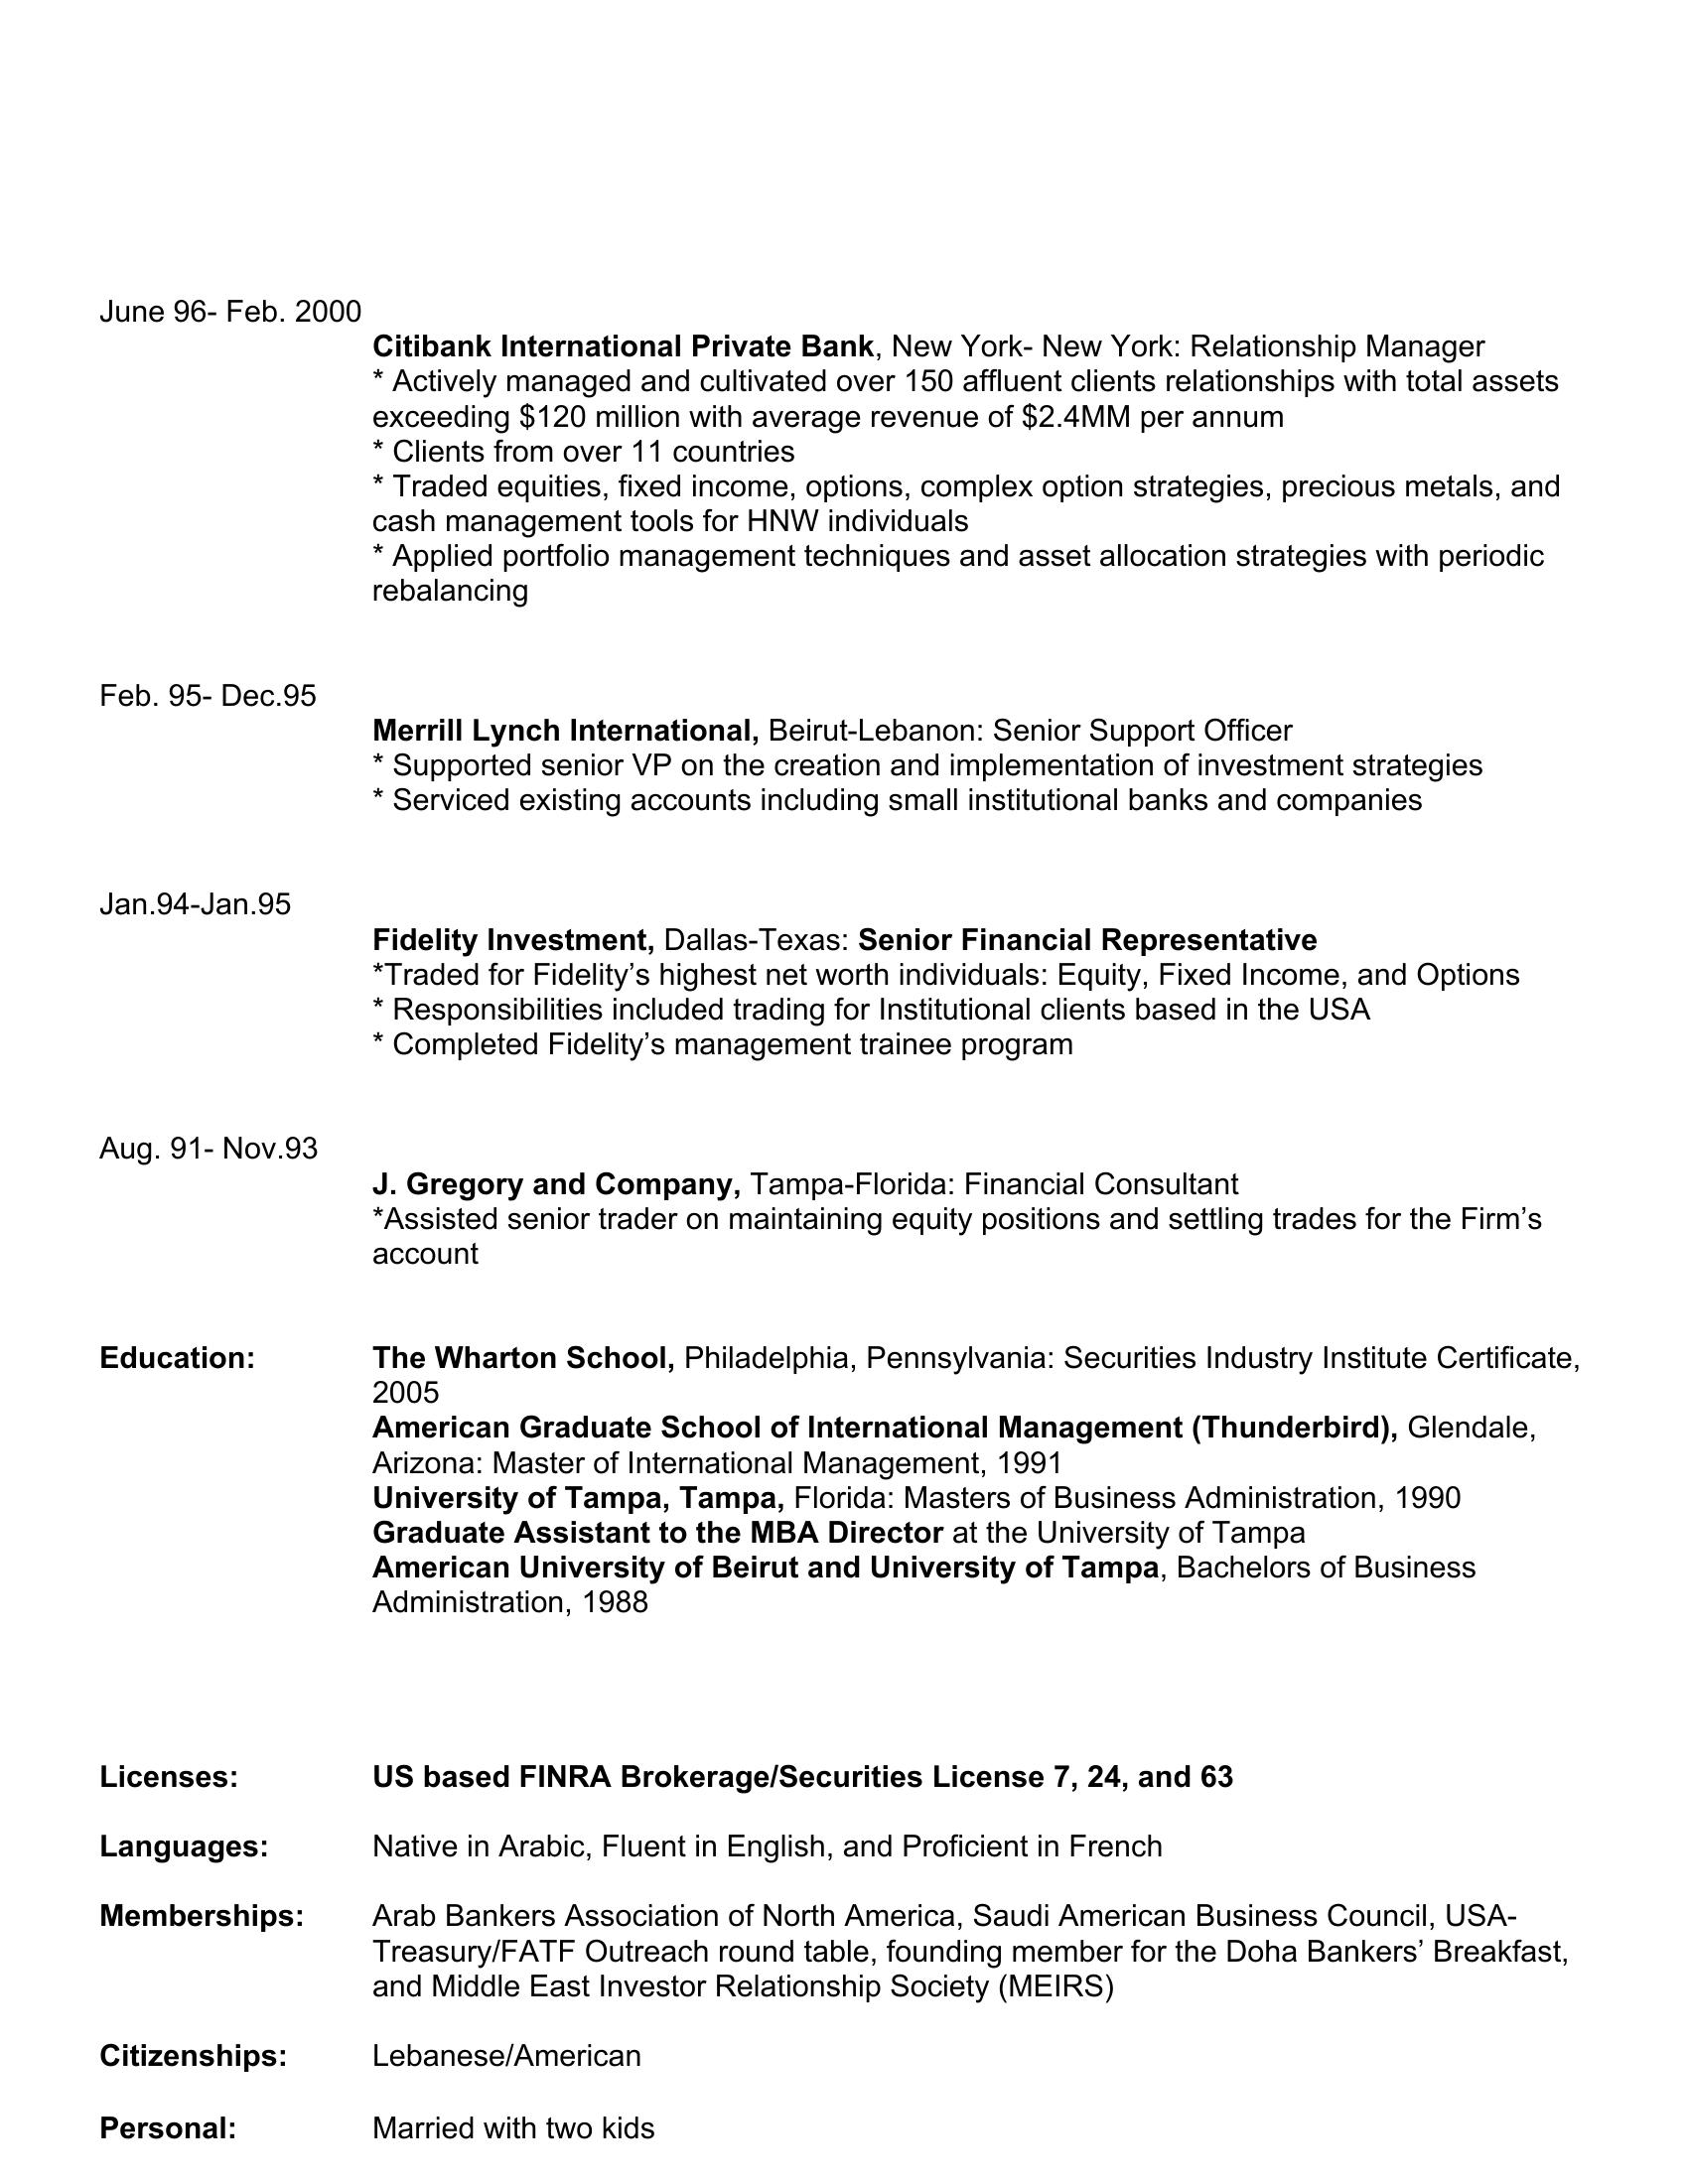 June 96- Feb. 2000
Citibank International Private Bank, New York- New York: Relationship Manager
* Actively managed and cultivated over 150 affluent clients relationships with total assets
exceeding $120 million with average revenue of $2.4MM per annum
* Clients from over 11 countries
* Traded equities, fixed income, options, complex option strategies, precious metals, and
cash management tools for HNW individuals
* Applied portfolio management techniques and asset allocation strategies with periodic
rebalancing
Feb. 95- Dec.95
Merrill Lynch International, Beirut-Lebanon: Senior Support Officer
* Supported senior VP on the creation and implementation of investment strategies
* Serviced existing accounts including small institutional banks and companies
Jan.94-Jan.95
Fidelity Investment, Dallas-Texas: Senior Financial Representative
*Traded for Fidelity’s highest net worth individuals: Equity, Fixed Income, and Options
* Responsibilities included trading for Institutional clients based in the USA
* Completed Fidelity’s management trainee program
Aug. 91- Nov.93
J. Gregory and Company, Tampa-Florida: Financial Consultant
*Assisted senior trader on maintaining equity positions and settling trades for the Firm’s
account
Education: The Wharton School, Philadelphia, Pennsylvania: Securities Industry Institute Certificate,
2005
American Graduate School of International Management (Thunderbird), Glendale,
Arizona: Master of International Management, 1991
University of Tampa, Tampa, Florida: Masters of Business Administration, 1990
Graduate Assistant to the MBA Director at the University of Tampa
American University of Beirut and University of Tampa, Bachelors of Business
Administration, 1988
Licenses: US based FINRA Brokerage/Securities License 7, 24, and 63
Languages: Native in Arabic, Fluent in English, and Proficient in French
Memberships: Arab Bankers Association of North America, Saudi American Business Council, USA-
Treasury/FATF Outreach round table, founding member for the Doha Bankers’ Breakfast,
and Middle East Investor Relationship Society (MEIRS)
Citizenships: Lebanese/American
Personal: Married with two kids